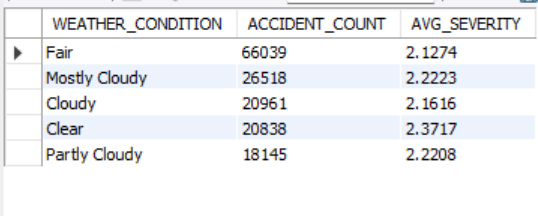 WEATHER_CONDITION ACCIDENT_COUNT AVG_SEVERITY
Fair 66039 2.1274
Mostly Cloudy 26518 2.2223
Cloudy 20961 2.1616
Clear 20838 2.3717
Partly Cloudy 18145 2.2208